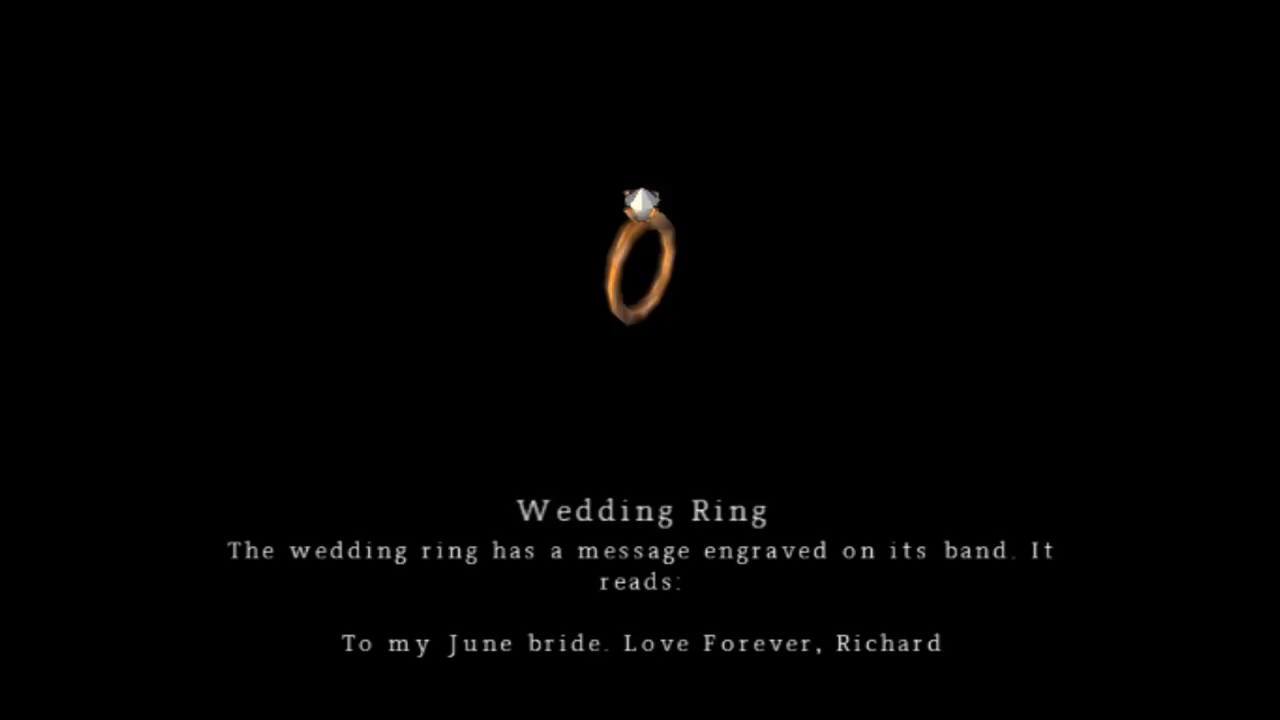 Wedding Ring
The wedding ring has a message engraved on its band. It
reads:
To my June bride. Love Forever, Richard